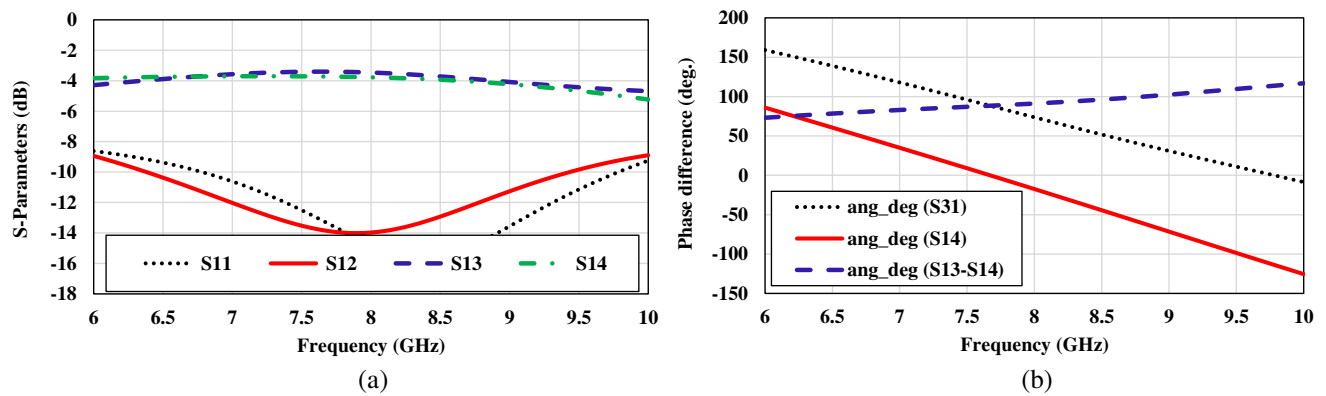 0
-2
-4
-6
-8
-10
-12
-14
-16
-18
S-Parameters (dB)
S11 S12 S13 S14
6 6.5 7 7.5 8 8.5 9 9.5 10
Frequency (GHz)
(a)
200
150
100
50
0
-50
-100
-150
Phase difference (deg.)
ang_deg (S31)
ang_deg (S14)
ang_deg (S13-S14)
6 6.5 7 7.5 8 8.5 9 9.5 10
Frequency (GHz)
(b)